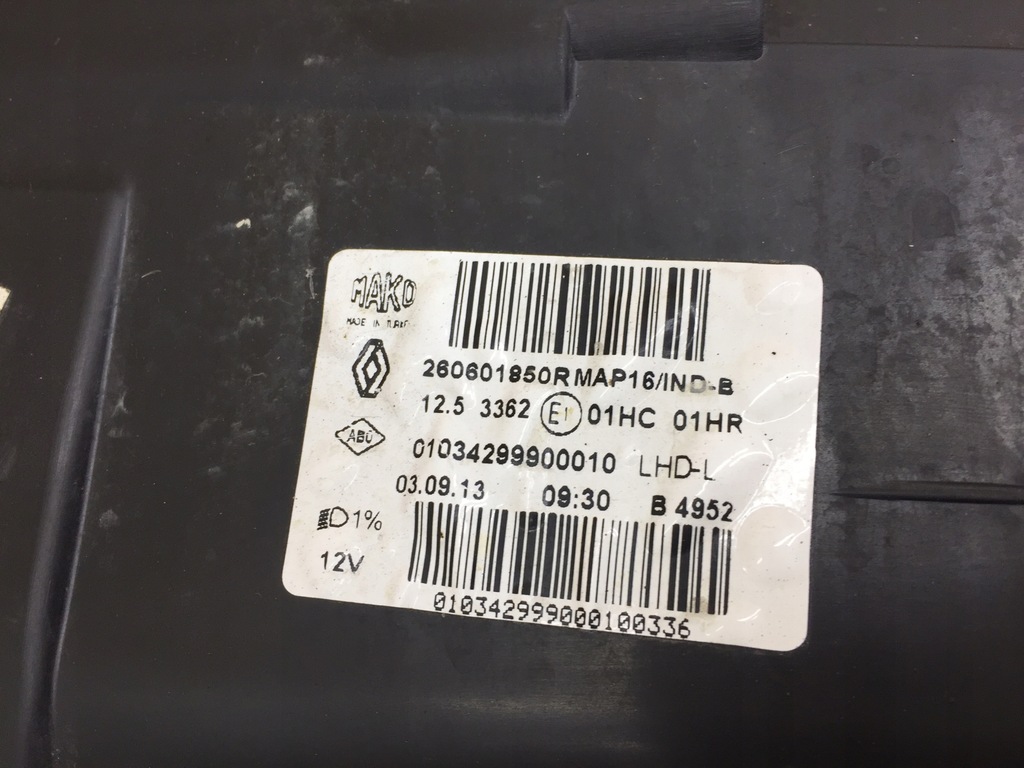 MAKO
MADE IN TURKEY
260601850R MAP16/IND-B
12.5 3362 E1 01HC 01HR
ABU
01034299900010 LHD-L
03.09.13 09:30 B 4952
1%
12V
010342999000100336